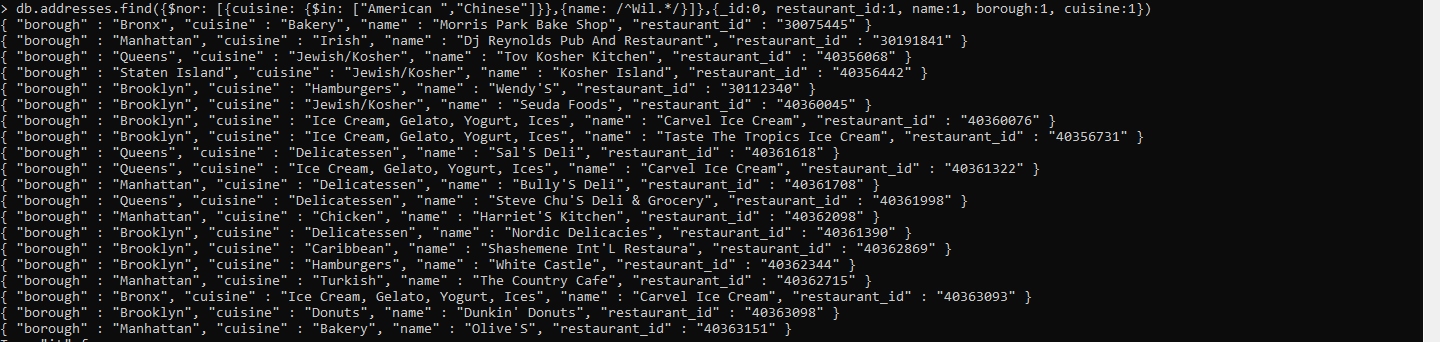 > db.addresses.find({$nor: [{cuisine: {$in: ["American ","Chinese"]}},{name: /^Wil.*/}]},{_id:0, restaurant_id:1, name:1, borough:1, cuisine:1})
{ "borough" : "Bronx", "cuisine" : "Bakery", "name" : "Morris Park Bake Shop", "restaurant_id" : "30075445" }
{ "borough" : "Manhattan", "cuisine" : "Irish", "name" : "Dj Reynolds Pub And Restaurant", "restaurant_id" : "30191841" }
{ "borough" : "Queens", "cuisine" : "Jewish/Kosher", "name" : "Tov Kosher Kitchen", "restaurant_id" : "40356068" }
{ "borough" : "Staten Island", "cuisine" : "Jewish/Kosher", "name" : "Kosher Island", "restaurant_id" : "40356442" }
{ "borough" : "Brooklyn", "cuisine" : "Hamburgers", "name" : "Wendy'S", "restaurant_id" : "30112340" }
{ "borough" : "Brooklyn", "cuisine" : "Jewish/Kosher", "name" : "Seuda Foods", "restaurant_id" : "40360045" }
{ "borough" : "Brooklyn", "cuisine" : "Ice Cream, Gelato, Yogurt, Ices", "name" : "Carvel Ice Cream", "restaurant_id" : "40360076" }
{ "borough" : "Brooklyn", "cuisine" : "Ice Cream, Gelato, Yogurt, Ices", "name" : "Taste The Tropics Ice Cream", "restaurant_id" : "40356731" }
{ "borough" : "Queens", "cuisine" : "Delicatessen", "name" : "Sal'S Deli", "restaurant_id" : "40361618" }
{ "borough" : "Queens", "cuisine" : "Ice Cream, Gelato, Yogurt, Ices", "name" : "Carvel Ice Cream", "restaurant_id" : "40361322" }
{ "borough" : "Manhattan", "cuisine" : "Delicatessen", "name" : "Bully'S Deli", "restaurant_id" : "40361708" }
{ "borough" : "Queens", "cuisine" : "Delicatessen", "name" : "Steve Chu'S Deli & Grocery", "restaurant_id" : "40361998" }
{ "borough" : "Manhattan", "cuisine" : "Chicken", "name" : "Harriet'S Kitchen", "restaurant_id" : "40362098" }
{ "borough" : "Brooklyn", "cuisine" : "Delicatessen", "name" : "Nordic Delicacies", "restaurant_id" : "40361390" }
{ "borough" : "Brooklyn", "cuisine" : "Caribbean", "name" : "Shashemene Int'L Restaura", "restaurant_id" : "40362869" }
{ "borough" : "Brooklyn", "cuisine" : "Hamburgers", "name" : "White Castle", "restaurant_id" : "40362344" }
{ "borough" : "Manhattan", "cuisine" : "Turkish", "name" : "The Country Cafe", "restaurant_id" : "40362715" }
{ "borough" : "Bronx", "cuisine" : "Ice Cream, Gelato, Yogurt, Ices", "name" : "Carvel Ice Cream", "restaurant_id" : "40363093" }
{ "borough" : "Brooklyn", "cuisine" : "Donuts", "name" : "Dunkin' Donuts", "restaurant_id" : "40363098" }
{ "borough" : "Manhattan", "cuisine" : "Bakery", "name" : "Olive'S", "restaurant_id" : "40363151" }